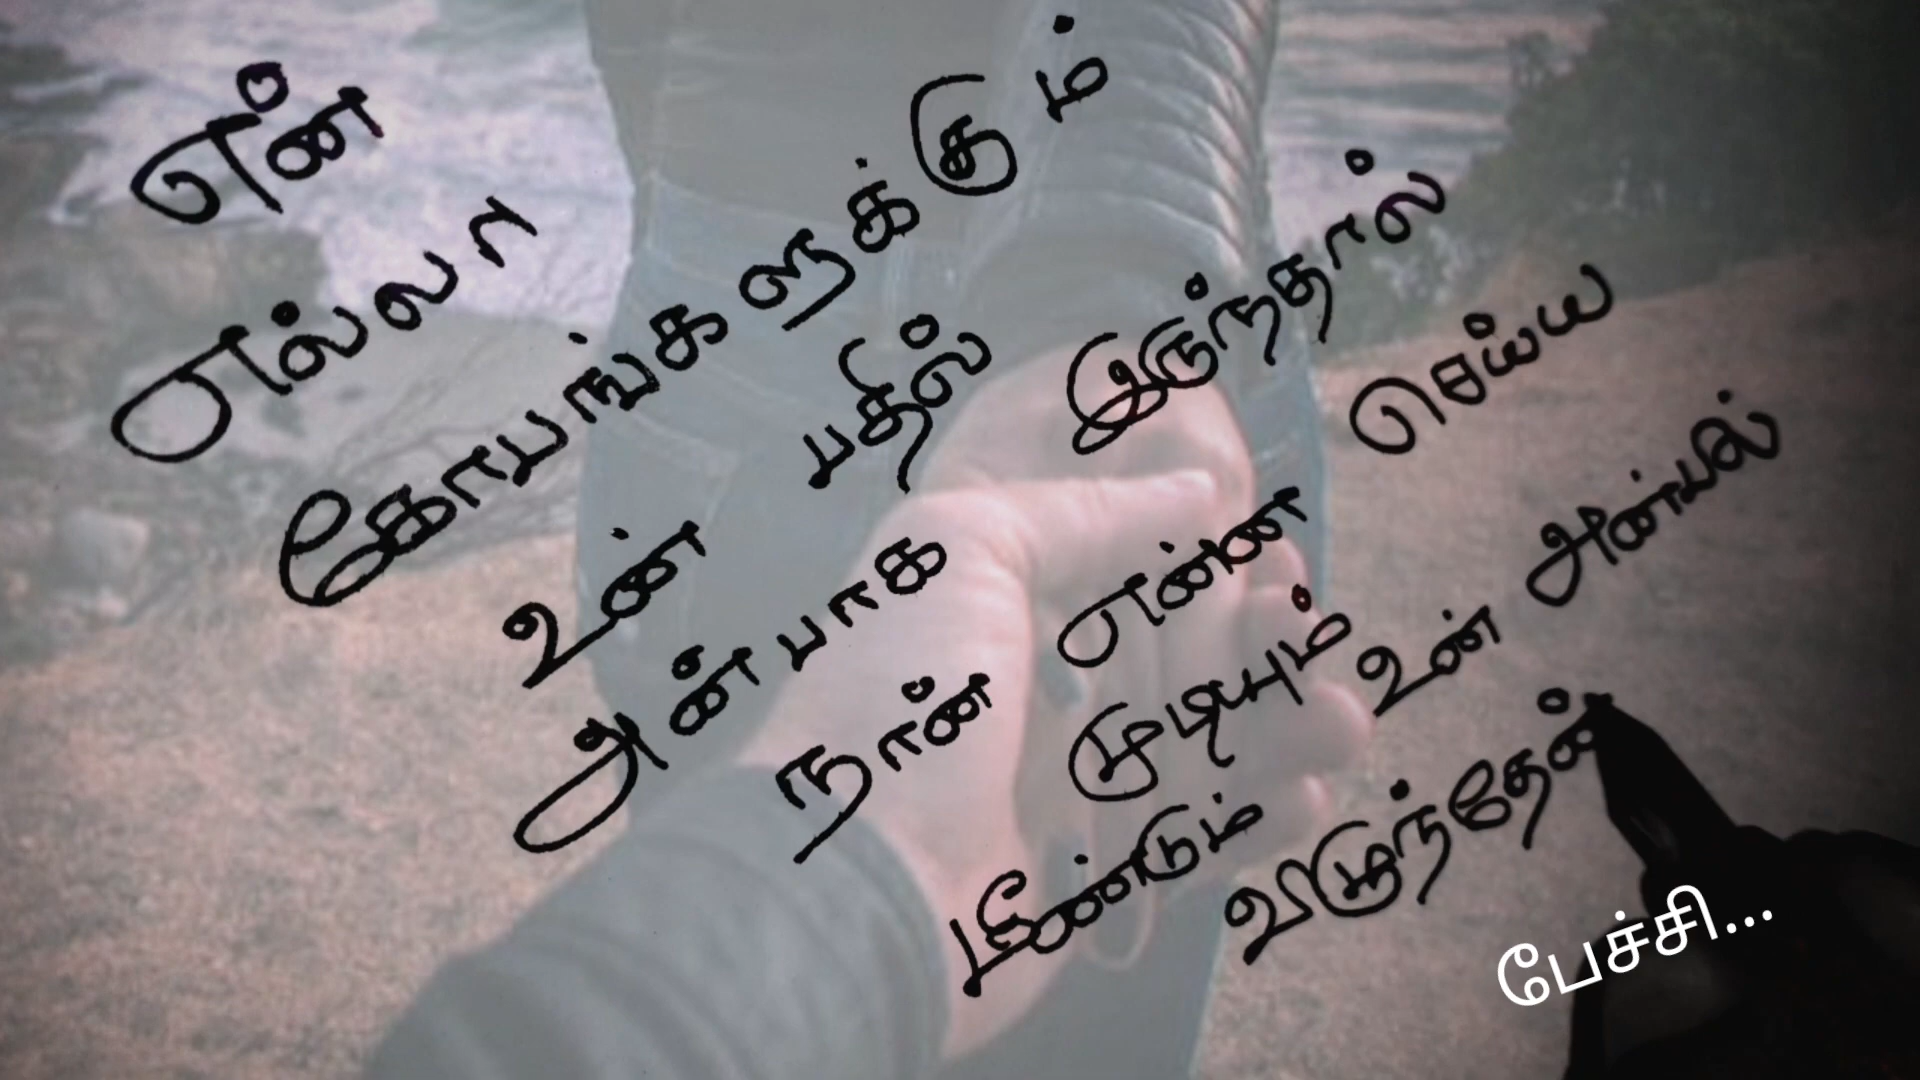 என்
எல்லா
கோபங்களுக்கும்
உன் பதில்
அன்பாக இருந்தால்
நான் என்ன செய்ய
முடியும்
மீண்டும் உன் அன்பில்
விழுந்தேன்
பேச்சி...